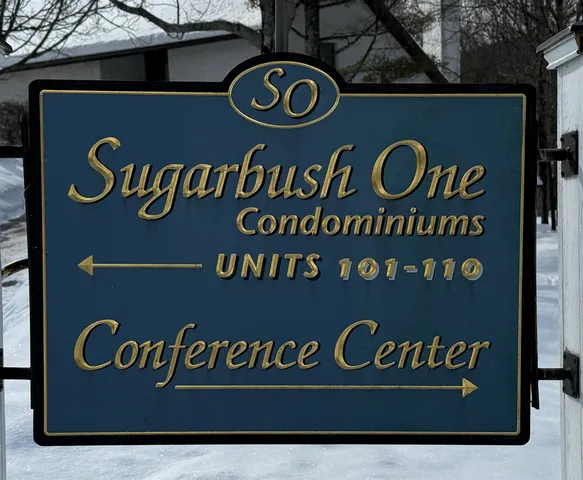 SO
Sugarbush One
Condominiums
UNITS 101-110
Conference Center